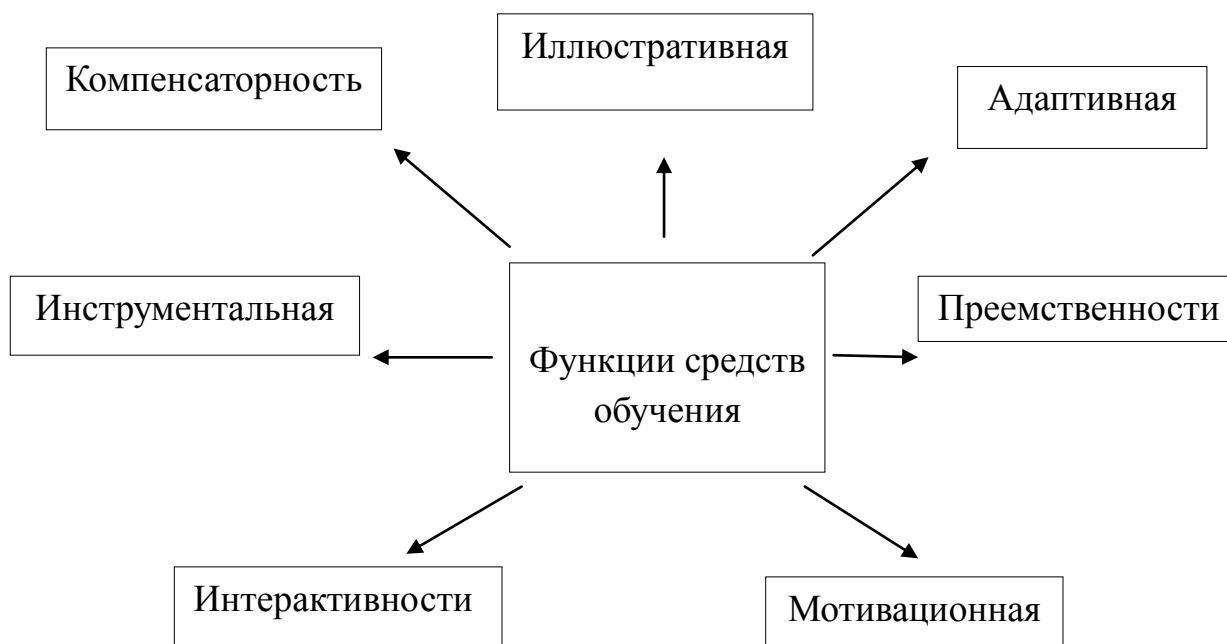 Иллюстративная
Компенсаторность
Адаптивная
Инструментальная
Преемственности
Функции средств
обучения
Интерактивности
Мотивационная